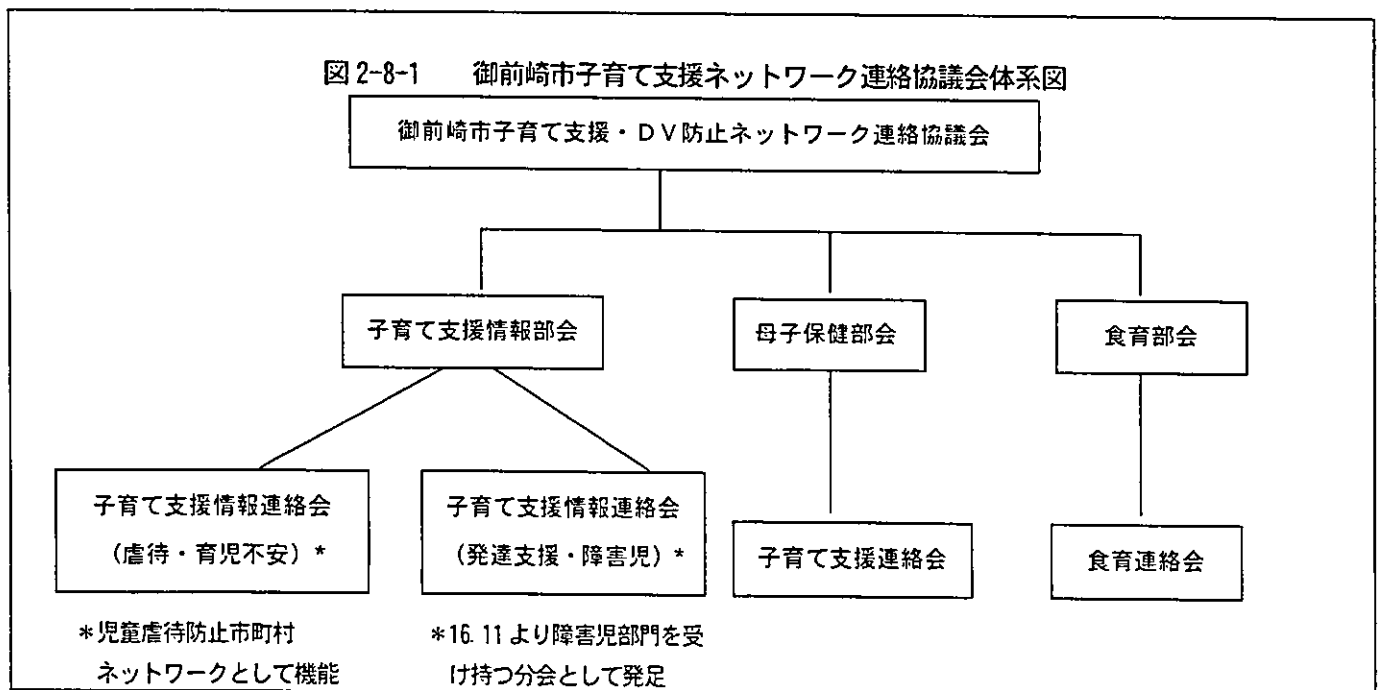 図2-8-1 御前崎市子育て支援ネットワーク連絡協議会体系図
御前崎市子育て支援・DV防止ネットワーク連絡協議会
子育て支援情報部会
母子保健部会
食育部会
子育て支援情報連絡会
(虐待・育児不安)*
子育て支援情報連絡会
(発達支援・障害児)*
子育て支援連絡会
食育連絡会
*児童虐待防止市町村
ネットワークとして機能
*16.11より障害児部門を受
け持つ分会として発足